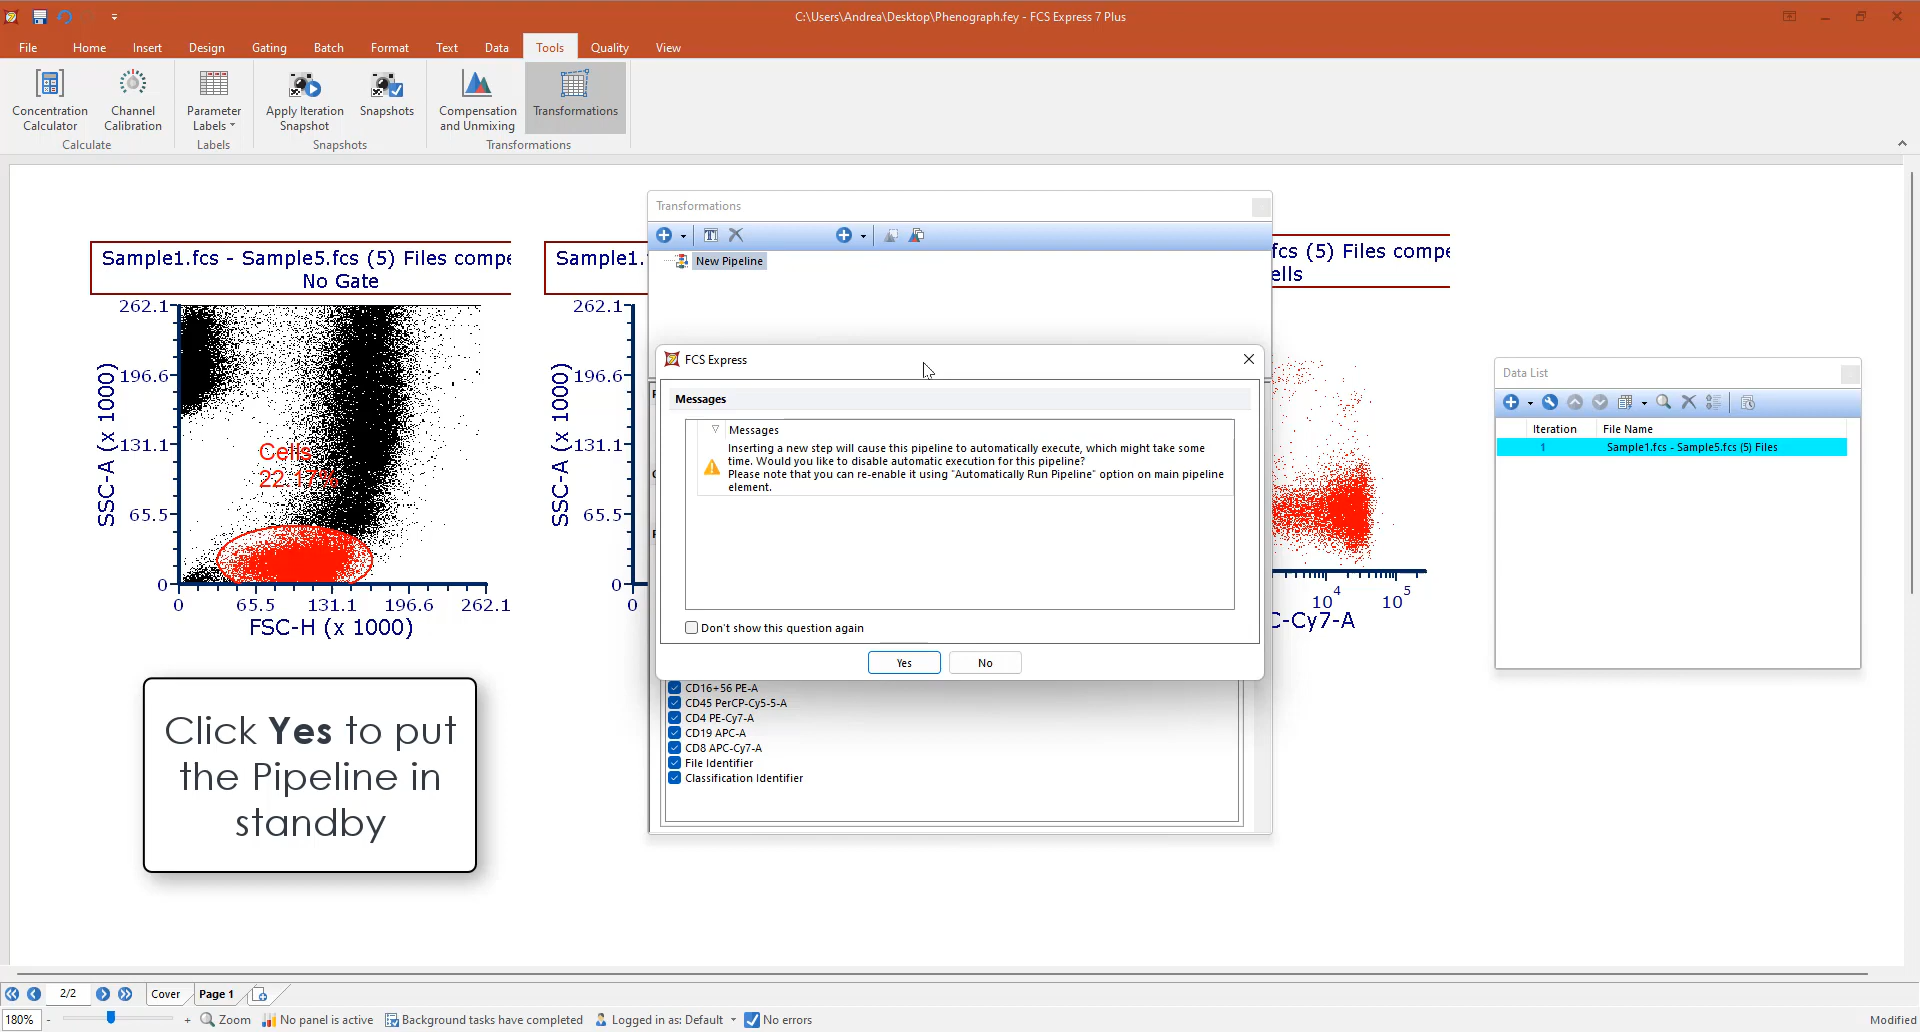 C:\Users\Andrea\Desktop\Phenograph.fey - FCS Express 7 Plus
File Home Insert Design Gating Batch Format Text Data Tools Quality View
Concentration Calculator
Channel Calibration
Parameter Labels
Apply Iteration Snapshot
Snapshots
Compensation and Unmixing
Transformations
Calculate
Labels
Snapshots
Transformations
Sample1.fcs - Sample5.fcs (5) Files compe
No Gate
262.1
196.6
131.1
65.5
0
SSC-A (x 1000)
Cells
22.17%
0 65.5 131.1 196.6 262.1
FSC-H (x 1000)
Sample1.
262.1
196.6
131.1
65.5
0
SSC-A (x 1000)
0
Transformations
New Pipeline
fcs (5) Files compe
ells
FCS Express
Messages
Messages
Inserting a new step will cause this pipeline to automatically execute, which might take some
time. Would you like to disable automatic execution for this pipeline?
Please note that you can re-enable it using "Automatically Run Pipeline" option on main pipeline
element.
Don't show this question again
Yes No
CD16+56 PE-A
CD45 PerCP-Cy5-5-A
CD4 PE-Cy7-A
CD19 APC-A
CD8 APC-Cy7-A
File Identifier
Classification Identifier
10^4 10^5
C-Cy7-A
Data List
Iteration File Name
1 Sample1.fcs - Sample5.fcs (5) Files
Click Yes to put
the Pipeline in
standby
2/2 Cover Page 1
180% - + Zoom No panel is active Background tasks have completed Logged in as: Default No errors Modified